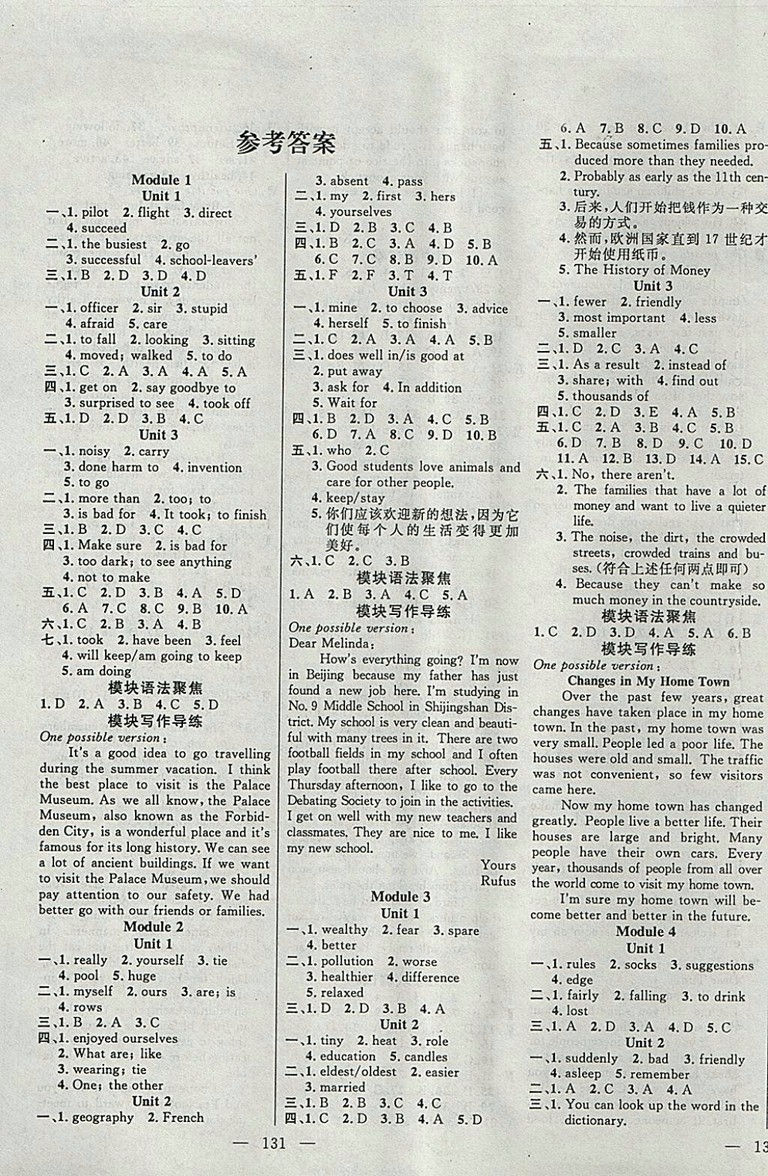 参考答案
Module 1
Unit 1
一、1. pilot 2. flight 3. direct
4. succeed
二、1. the busiest 2. go
3. successful 4. school-leavers'
三、1. B 2. D 3. D 4. D
Unit 2
一、1. officer 2. sir 3. stupid
4. afraid 5. care
二、1. to fall 2. looking 3. sitting
4. moved; walked 5. to do
三、1. C 2. A 3. A 4. A 5. A
四、1. get on 2. say goodbye to
3. surprised to see 4. took off
五、1. D 2. D 3. B 4. C
Unit 3
一、1. noisy 2. carry
3. done harm to 4. invention
5. to go
二、1. more than 2. too; to
3. is bad for 4. It took; to finish
三、1. B 2. D 3. C 4. C
四、1. Make sure 2. is bad for
3. too dark; to see anything
4. not to make
五、1. C 2. D 3. B 4. A 5. D
6. A 7. C 8. C 9. B 10. A
六、1. C 2. B 3. A 4. B
七、1. took 2. have been 3. feel
4. will keep/am going to keep
5. am doing
模块语法聚焦
1. D 2. A 3. B 4. B 5. D
模块写作导练
One possible version:
It's a good idea to go travelling
during the summer vacation. I think
the best place to visit is the Palace
Museum. As we all know, the Palace
Museum, also known as the Forbid-
den City, is a wonderful place and it's
famous for its long history. We can see
a lot of ancient buildings. If we want
to visit the Palace Museum, we should
pay attention to our safety. We had
better go with our friends or families.
Module 2
Unit 1
一、1. really 2. yourself 3. tie
4. pool 5. huge
二、1. myself 2. ours 3. are; is
4. rows
三、1. B 2. A 3. C
四、1. enjoyed ourselves
2. What are; like
3. wearing; tie
4. One; the other
Unit 2
一、1. geography 2. French
3. absent 4. pass
二、1. my 2. first 3. hers
4. yourselves
三、1. D 2. B 3. C 4. B
四、1. B 2. C 3. A 4. D 5. B
6. C 7. C 8. B 9. D 10. A
五、1. F 2. F 3. T 4. T
Unit 3
一、1. mine 2. to choose 3. advice
4. herself 5. to finish
二、1. C 2. A 3. A 4. A 5. B
三、1. does well in/is good at
2. put away
3. ask for 4. In addition
5. Wait for
四、1. B 2. D 3. A 4. C 5. B
6. D 7. A 8. C 9. D 10. B
五、1. who 2. C
3. Good students love animals and
care for other people.
4. keep/stay
5. 你们应该欢迎新的想法,因为它
们使每个人的生活变得更加
美好。
六、1. C 2. C 3. B
模块语法聚焦
1. A 2. B 3. A 4. C 5. A
模块写作导练
One possible version:
Dear Melinda:
How's everything going? I'm now
in Beijing because my father has just
found a new job here. I'm studying in
No. 9 Middle School in Shijingshan Dis-
trict. My school is very clean and beauti-
ful with many trees in it. There are two
football fields in my school and I often
play football there after school. Every
Thursday afternoon, I like to go to the
Debating Society to join in the activities.
I get on well with my new teachers and
classmates. They are nice to me. I like
my new school.
Yours
Rufus
Module 3
Unit 1
一、1. wealthy 2. fear 3. spare
4. better
二、1. pollution 2. worse
3. healthier 4. difference
5. relaxed
三、1. D 2. D 3. B 4. A
Unit 2
一、1. tiny 2. heat 3. role
4. education 5. candles
二、1. eldest/oldest 2. easier
3. married
三、1. B 2. B 3. C 4. C
四、1. C 2. D 3. B 4. A 5. D
— 131 —
6. A 7. B 8. C 9. D 10. A
五、1. Because sometimes families pro-
duced more than they needed.
2. Probably as early as the 11th cen-
tury.
3. 后来,人们开始把钱作为一种交
易的方式。
4. 然而,欧洲国家直到 17 世纪才
开始使用纸币。
5. The History of Money
Unit 3
一、1. fewer 2. friendly
3. most important 4. less
5. smaller
二、1. D 2. C 3. A 4. C
三、1. As a result 2. instead of
3. share; with 4. find out
5. thousands of
四、1. C 2. D 3. E 4. A 5. B
五、1. C 2. A 3. B 4. C 5. B
6. D 7. B 8. D 9. C 10. D
11. A 12. B 13. D 14. A 15. C
六、1. No, there aren't.
2. The families that have a lot of
money and want to live a quieter
life.
3. The noise, the dirt, the crowded
streets, crowded trains and bu-
ses. (符合上述任何两点即可)
4. Because they can't make so
much money in the countryside.
模块语法聚焦
1. C 2. D 3. D 4. A 5. C 6. B
模块写作导练
One possible version:
Changes in My Home Town
Over the past few years, great
changes have taken place in my home
town. In the past, my home town was
very small. People led a poor life. The
houses were old and small. The traffic
was not convenient, so few visitors
came here.
Now my home town has changed
greatly. People live a better life. Their
houses are large and bright. Many
people have their own cars. Every
year, thousands of people from all over
the world come to visit my home town.
I'm sure my home town will be-
come better and better in the future.
Module 4
Unit 1
一、1. rules 2. socks 3. suggestions
4. edge
二、1. fairly 2. falling 3. to drink
4. lost
三、1. A 2. D 3. A 4. D 5. C
Unit 2
一、1. suddenly 2. bad 3. friendly
4. asleep 5. remember
二、1. A 2. C 3. A 4. A
三、1. You can look up the word in the
dictionary.
— 13